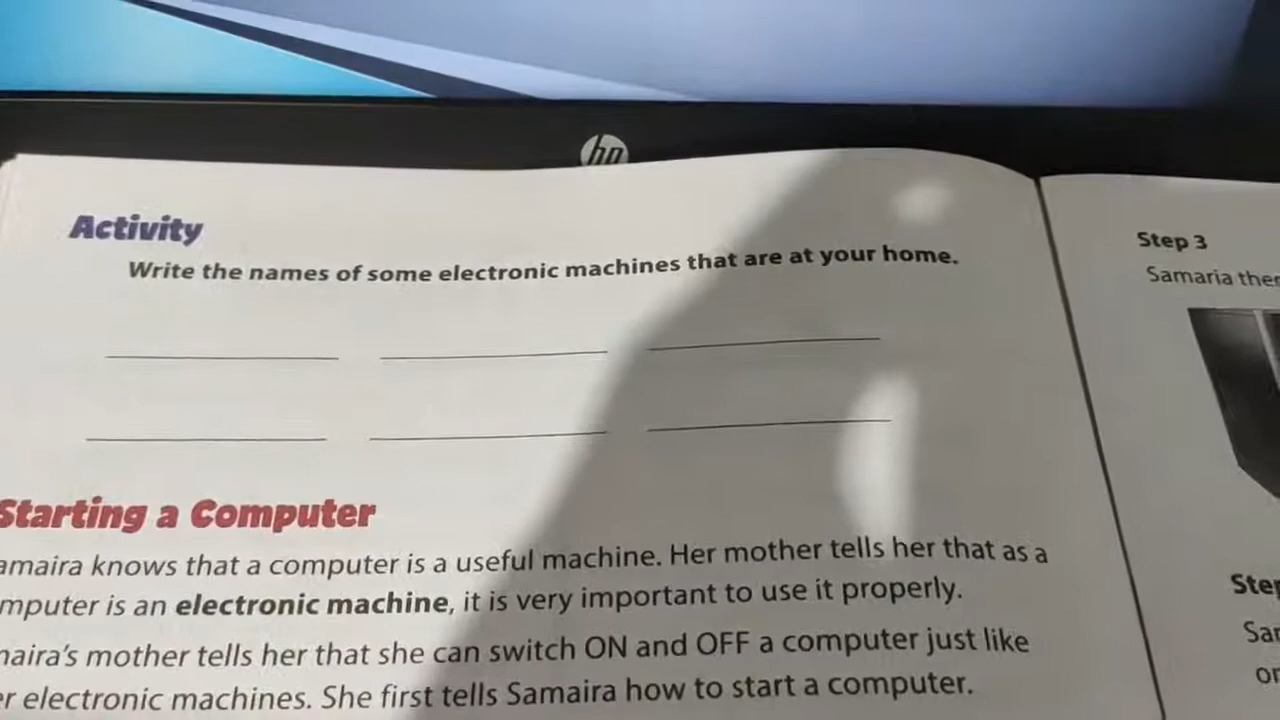 hp
Activity
Write the names of some electronic machines that are at your home.
Starting a Computer
amaira knows that a computer is a useful machine. Her mother tells her that as a
mputer is an electronic machine, it is very important to use it properly.
naira's mother tells her that she can switch ON and OFF a computer just like
er electronic machines. She first tells Samaira how to start a computer.
Step 3
Samaria ther
Step
Sar
or